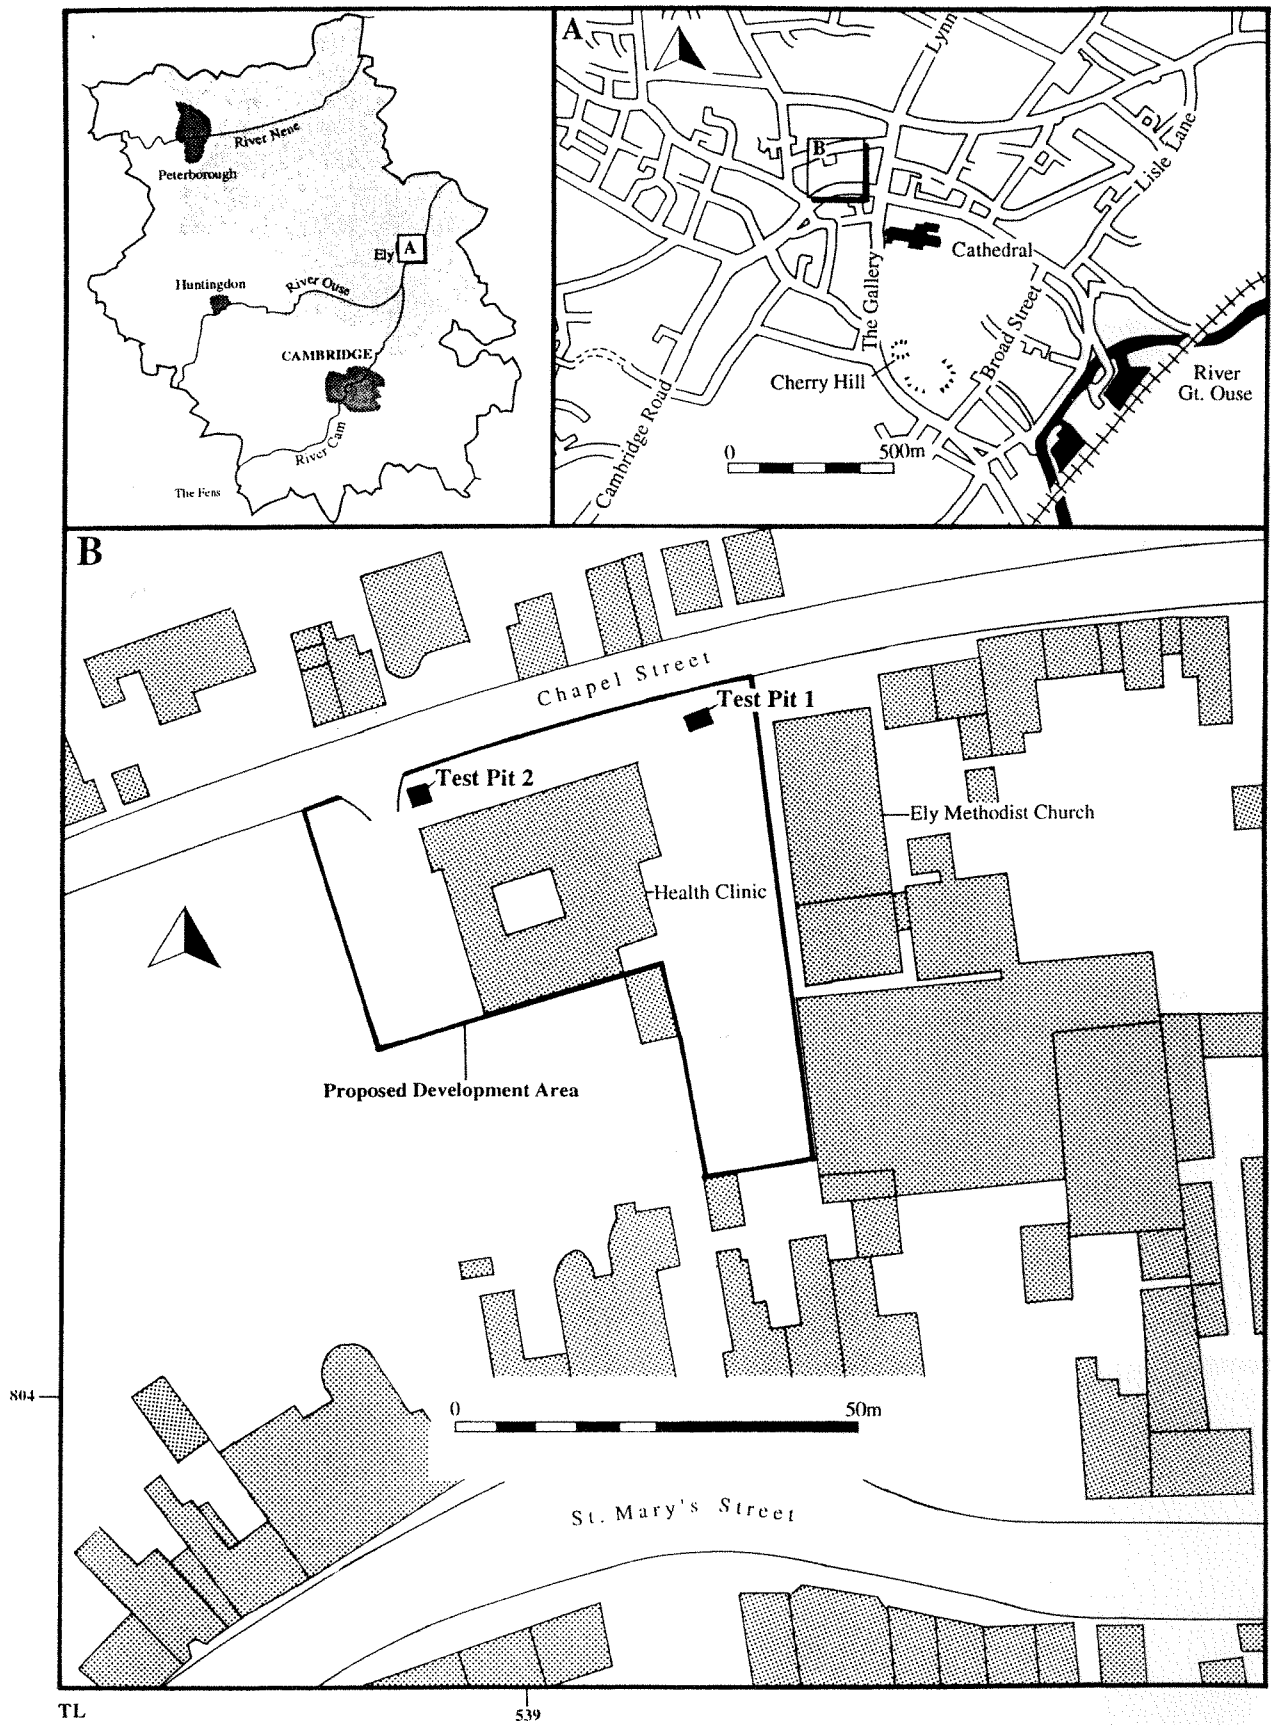 River Nene
Peterborough
Ely
A
Huntingdon
River Ouse
CAMBRIDGE
River Cam
The Fens
A
Lynn
B
Lisle Lane
Cathedral
The Gallery
Broad Street
Cherry Hill
River
Gt. Ouse
Cambridge Road
0
500m
B
Chapel Street
Test Pit 1
Test Pit 2
Ely Methodist Church
Health Clinic
Proposed Development Area
804
0
50m
St. Mary's Street
TL
539